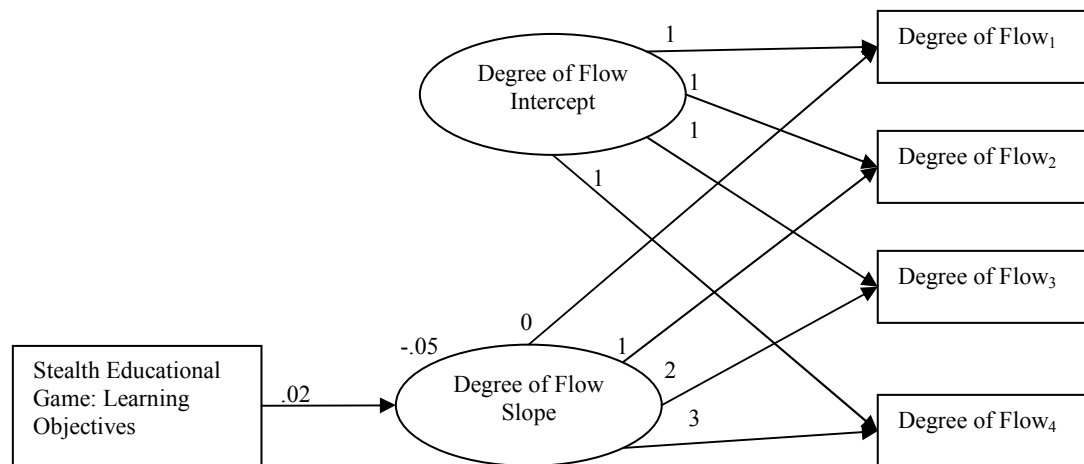 Degree of Flow
Intercept
1
1
1
1
Degree of Flow₁
Degree of Flow₂
Degree of Flow₃
Degree of Flow₄
Stealth Educational
Game: Learning
Objectives
.02
-.05
Degree of Flow
Slope
0
1
2
3